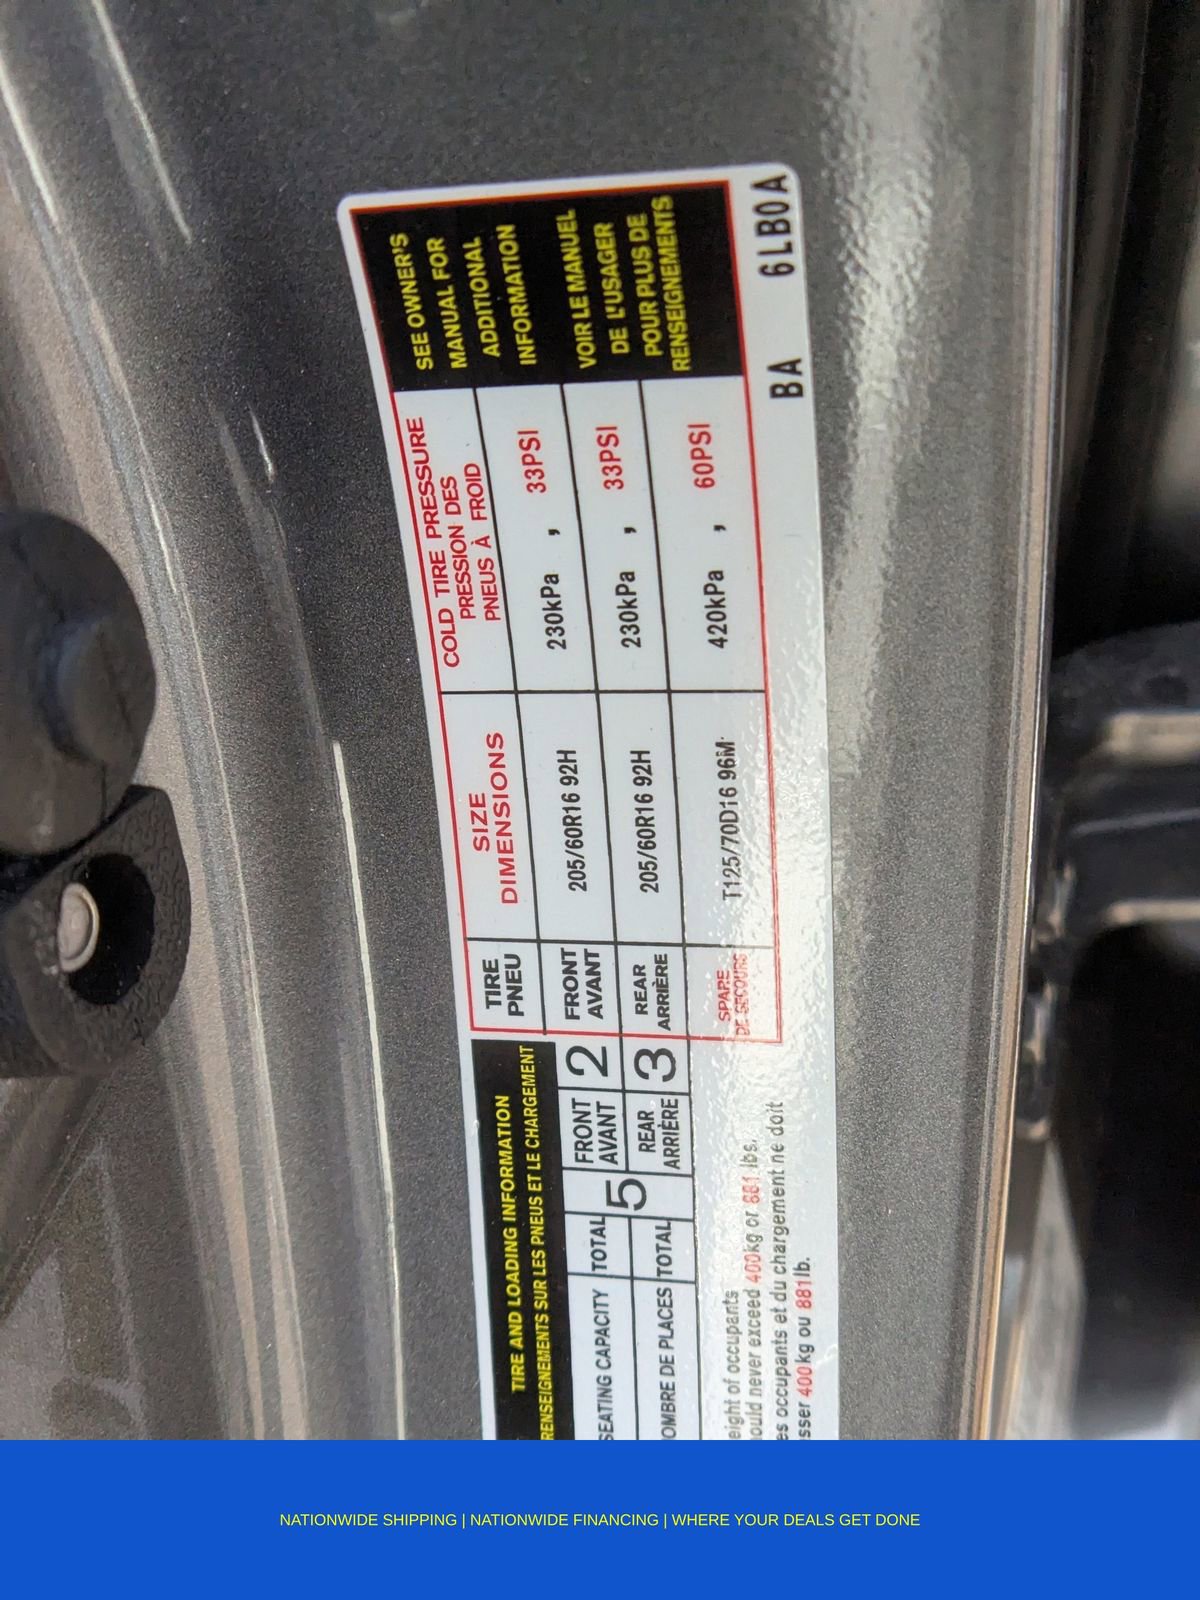 TIRE AND LOADING INFORMATION
RENSEIGNEMENTS SUR LES PNEUS ET LE CHARGEMENT
SEATING CAPACITY TOTAL 5 FRONT AVANT 2
OMBRE DE PLACES TOTAL REAR ARRIÈRE 3
eight of occupants
ould never exceed 400kg or 881 lbs.
es occupants et du chargement ne doit
sser 400kg ou 881lb.
TIRE
PNEU
SIZE
DIMENSIONS
COLD TIRE PRESSURE
PRESSION DES
PNEUS À FROID
FRONT
AVANT
205/60R16 92H
230kPa , 33PSI
REAR
ARRIÈRE
205/60R16 92H
230kPa , 33PSI
SPARE
DE SECOURS
T125/70D16 96M
420kPa , 60PSI
SEE OWNER'S
MANUAL FOR
ADDITIONAL
INFORMATION
VOIR LE MANUEL
DE L'USAGER
POUR PLUS DE
RENSEIGNEMENTS
BA 6LB0A
NATIONWIDE SHIPPING | NATIONWIDE FINANCING | WHERE YOUR DEALS GET DONE